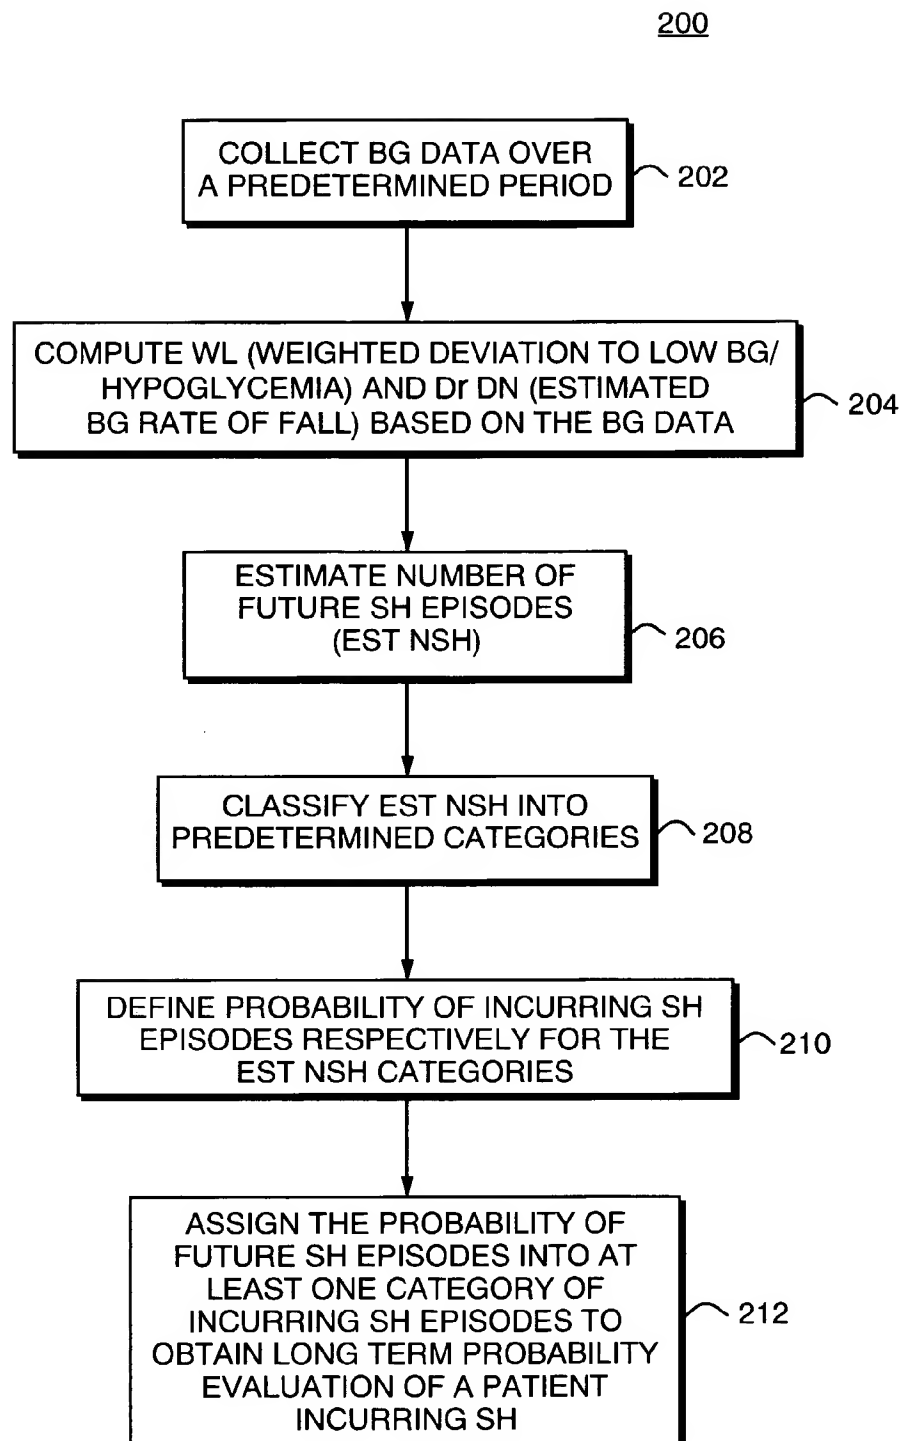 200
COLLECT BG DATA OVER
A PREDETERMINED PERIOD
202
COMPUTE WL (WEIGHTED DEVIATION TO LOW BG/
HYPOGLYCEMIA) AND Dr DN (ESTIMATED
BG RATE OF FALL) BASED ON THE BG DATA
204
ESTIMATE NUMBER OF
FUTURE SH EPISODES
(EST NSH)
206
CLASSIFY EST NSH INTO
PREDETERMINED CATEGORIES
208
DEFINE PROBABILITY OF INCURRING SH
EPISODES RESPECTIVELY FOR THE
EST NSH CATEGORIES
210
ASSIGN THE PROBABILITY OF
FUTURE SH EPISODES INTO AT
LEAST ONE CATEGORY OF
INCURRING SH EPISODES TO
OBTAIN LONG TERM PROBABILITY
EVALUATION OF A PATIENT
INCURRING SH
212